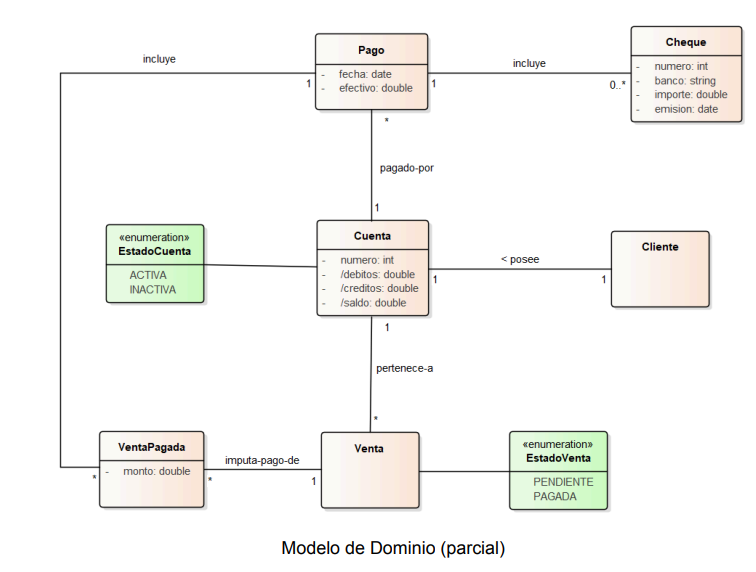 Pago
- fecha: date
- efectivo: double
Cheque
- numero: int
- banco: string
- importe: double
- emision: date
incluye
1
1
incluye
0..*
*
pagado-por
1
«enumeration»
EstadoCuenta
ACTIVA
INACTIVA
Cuenta
- numero: int
- /debitos: double
- /creditos: double
- /saldo: double
< posee
1
1
Cliente
1
pertenece-a
*
VentaPagada
- monto: double
*
imputa-pago-de
*
1
Venta
«enumeration»
EstadoVenta
PENDIENTE
PAGADA
Modelo de Dominio (parcial)